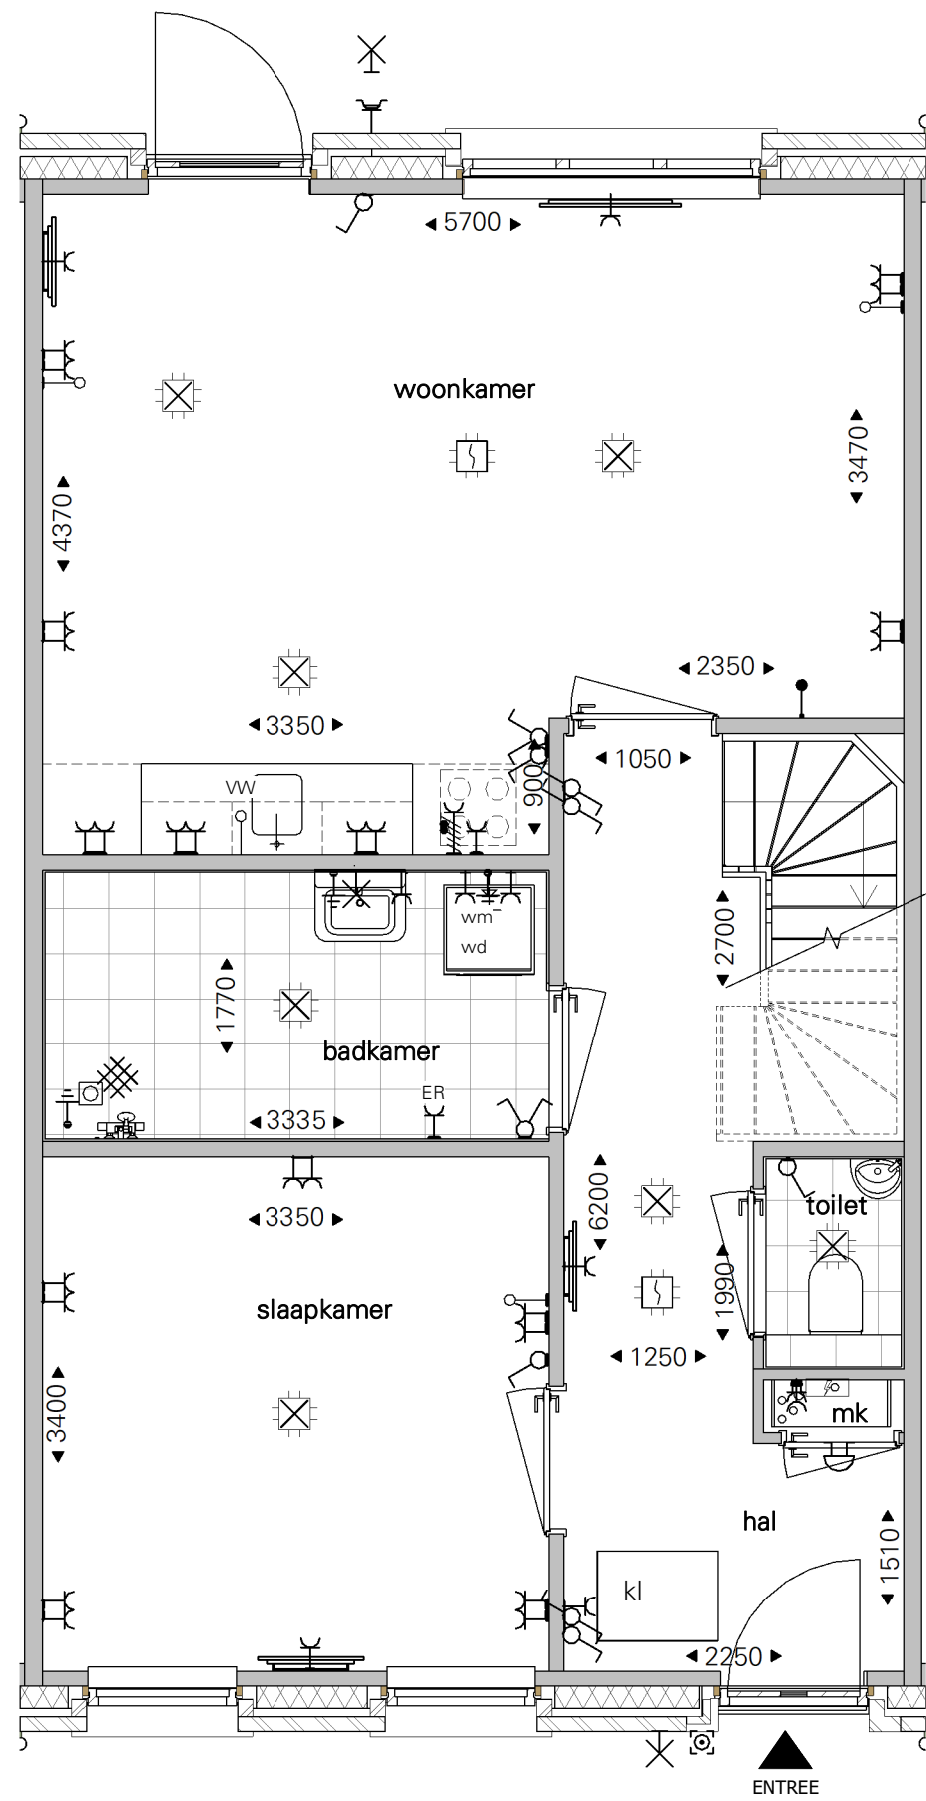 5700
woonkamer
3470
4370
2350
3350
1050
900
VW
2700
wm
wd
1770
badkamer
ER
3335
3350
6200
toilet
1990
slaapkamer
1250
3400
mk
hal
1510
kl
2250
ENTREE